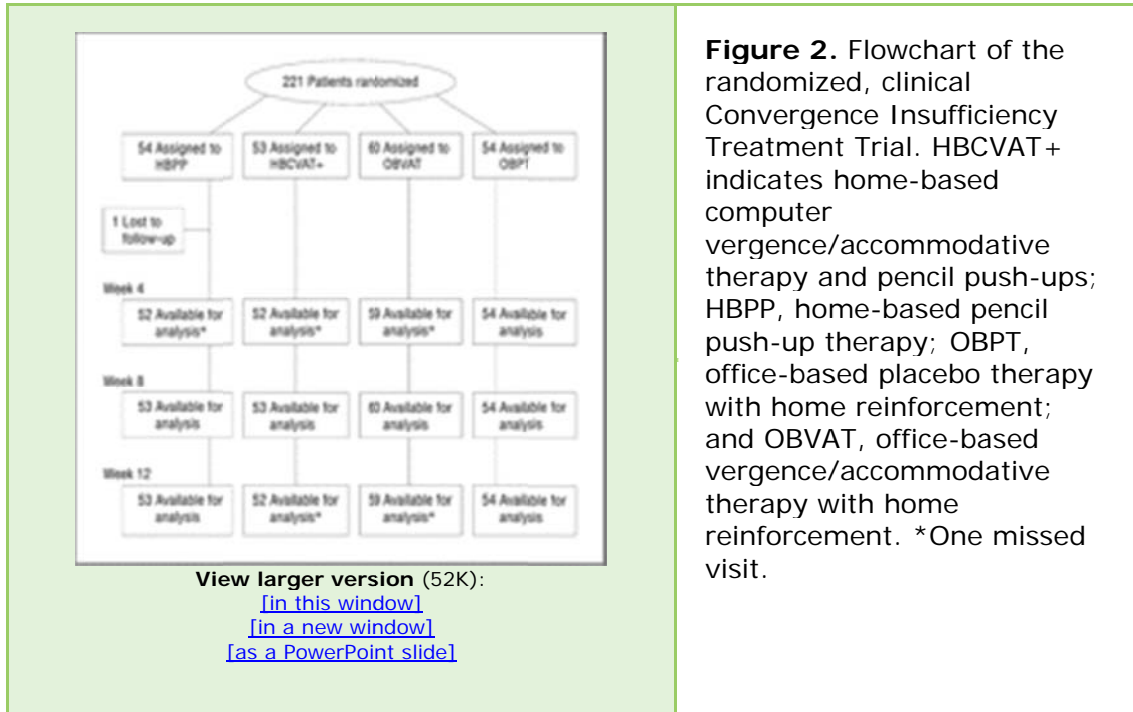 221 Patients randomized
54 Assigned to HBPP
53 Assigned to HBCVAT+
60 Assigned to OBVAT
54 Assigned to OBPT
1 Lost to follow-up
Week 4
52 Available for analysis*
52 Available for analysis*
59 Available for analysis*
54 Available for analysis
Week 8
53 Available for analysis
53 Available for analysis
60 Available for analysis
54 Available for analysis
Week 12
53 Available for analysis
52 Available for analysis*
59 Available for analysis*
54 Available for analysis
View larger version (52K):
[in this window]
[in a new window]
[as a PowerPoint slide]
Figure 2. Flowchart of the
randomized, clinical
Convergence Insufficiency
Treatment Trial. HBCVAT+
indicates home-based
computer
vergence/accommodative
therapy and pencil push-ups;
HBPP, home-based pencil
push-up therapy; OBPT,
office-based placebo therapy
with home reinforcement;
and OBVAT, office-based
vergence/accommodative
therapy with home
reinforcement. *One missed
visit.